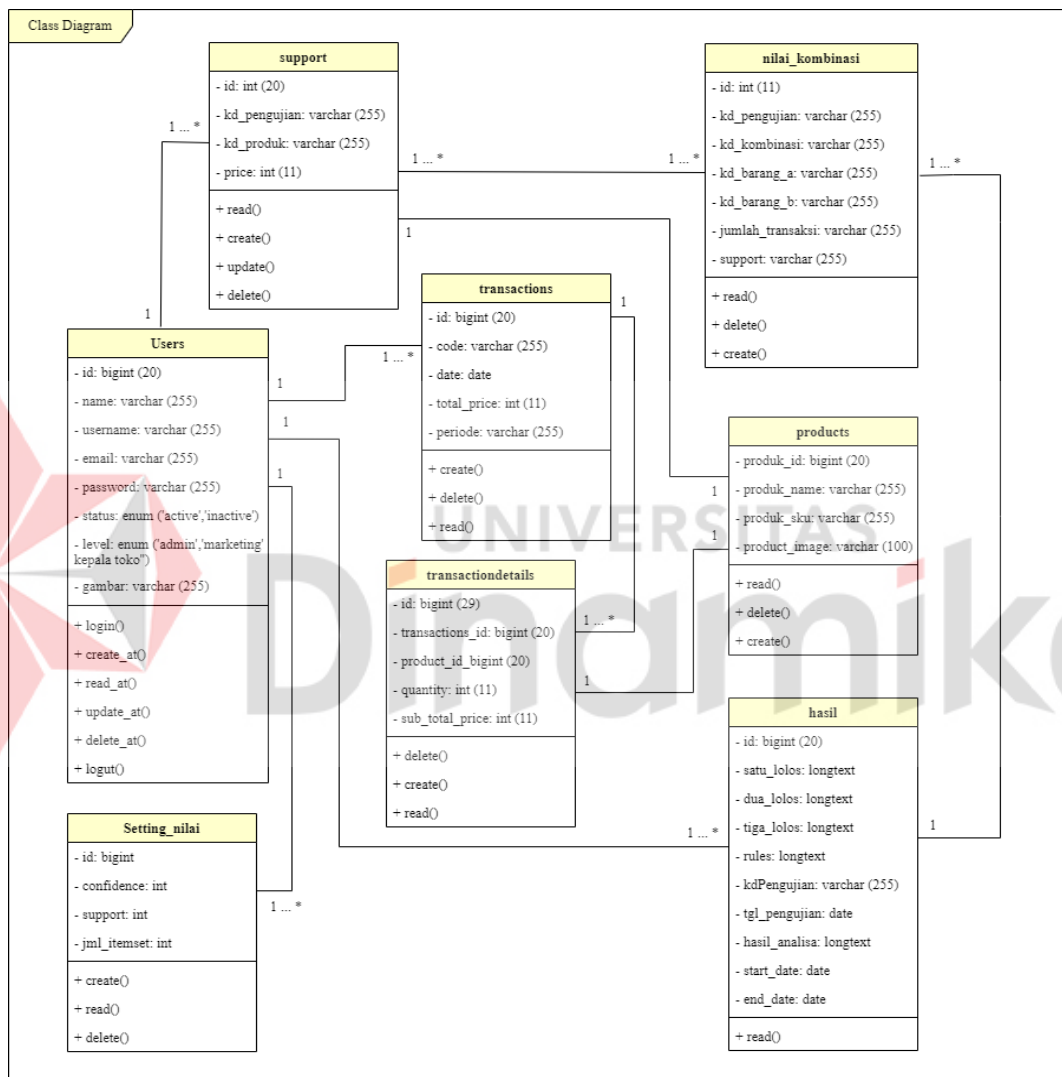 Class Diagram
support
- id: int (20)
- kd_pengujian: varchar (255)
- kd_produk: varchar (255)
- price: int (11)
+ read()
+ create()
+ update()
+ delete()
nilai_kombinasi
- id: int (11)
- kd_pengujian: varchar (255)
- kd_kombinasi: varchar (255)
- kd_barang_a: varchar (255)
- kd_barang_b: varchar (255)
- jumlah_transaksi: varchar (255)
- support: varchar (255)
+ read()
+ delete()
+ create()
1 ... *
1 ... *
1 ... *
1 ... *
1
1
transactions
- id: bigint (20)
- code: varchar (255)
- date: date
- total_price: int (11)
- periode: varchar (255)
+ create()
+ delete()
+ read()
1
1 ... *
Users
- id: bigint (20)
- name: varchar (255)
- username: varchar (255)
- email: varchar (255)
- password: varchar (255)
- status: enum ('active','inactive')
- level: enum ('admin','marketing'
kepala toko")
- gambar: varchar (255)
+ login()
+ create_at()
+ read_at()
+ update_at()
+ delete_at()
+ logut()
1
1
1
products
- produk_id: bigint (20)
- produk_name: varchar (255)
- produk_sku: varchar (255)
- product_image: varchar (100)
+ read()
+ delete()
+ create()
1
1
UNIVERSITAS
Dinamika
transactiondetails
- id: bigint (29)
- transactions_id: bigint (20)
- product_id_bigint (20)
- quantity: int (11)
- sub_total_price: int (11)
+ delete()
+ create()
+ read()
1 ... *
1
hasil
- id: bigint (20)
- satu_lolos: longtext
- dua_lolos: longtext
- tiga_lolos: longtext
- rules: longtext
- kdPengujian: varchar (255)
- tgl_pengujian: date
- hasil_analisa: longtext
- start_date: date
- end_date: date
+ read()
1 ... *
1
Setting_nilai
- id: bigint
- confidence: int
- support: int
- jml_itemset: int
+ create()
+ read()
+ delete()
1 ... *